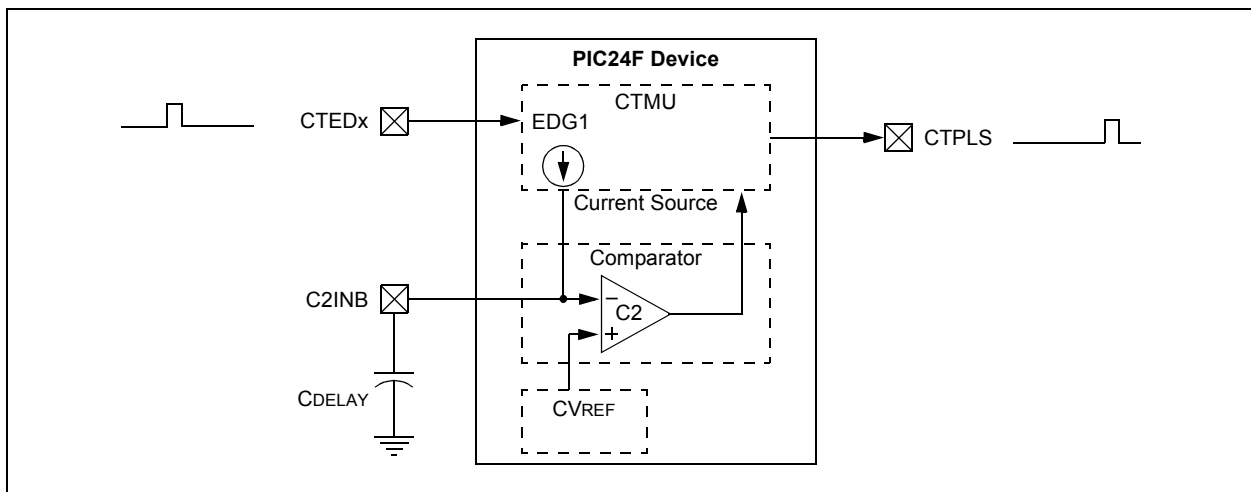 PIC24F Device
CTMU
CTEDx
EDG1
CTPLS
Current Source
Comparator
C2INB
−
C2
+
CDELAY
CVREF